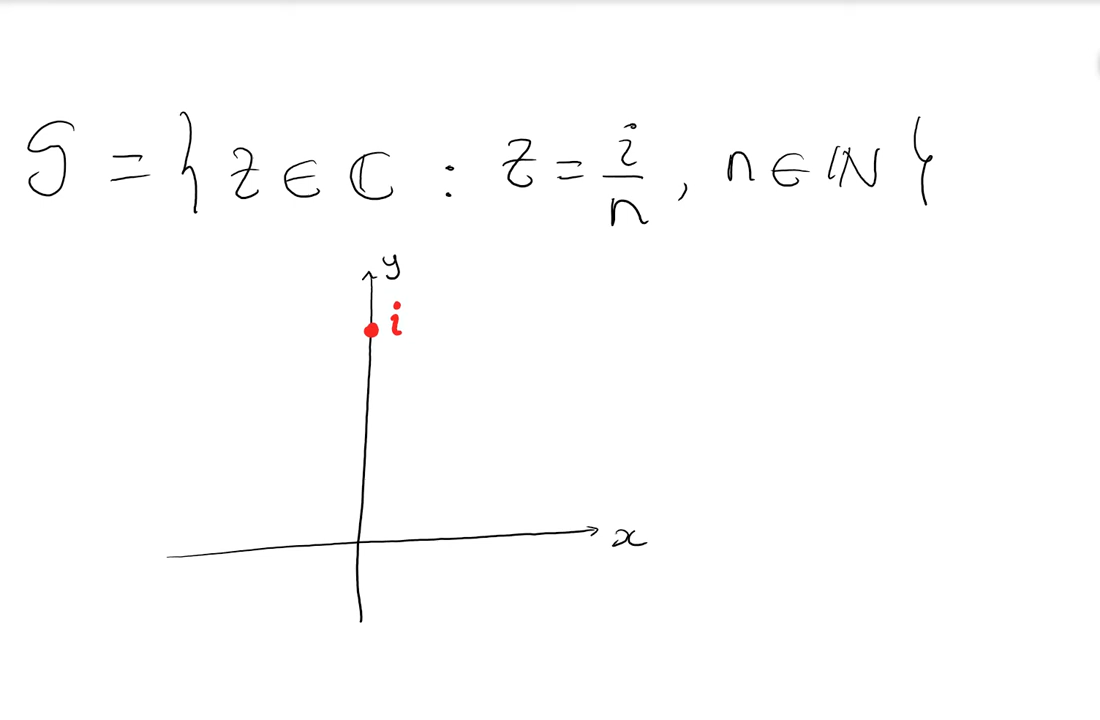 S = { z ∈ ℂ : z = i/n , n ∈ ℕ }
y
i
x